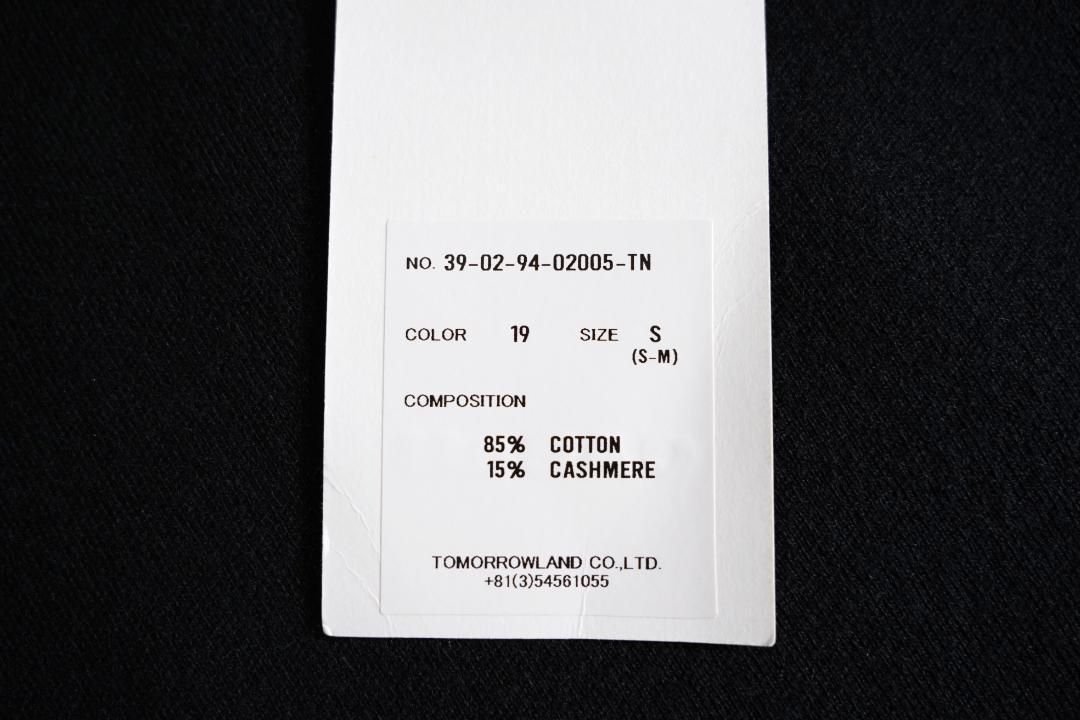 NO. 39-02-94-02005-TN
COLOR 19 SIZE S
(S-M)
COMPOSITION
85% COTTON
15% CASHMERE
TOMORROWLAND CO.,LTD.
+81(3)54561055